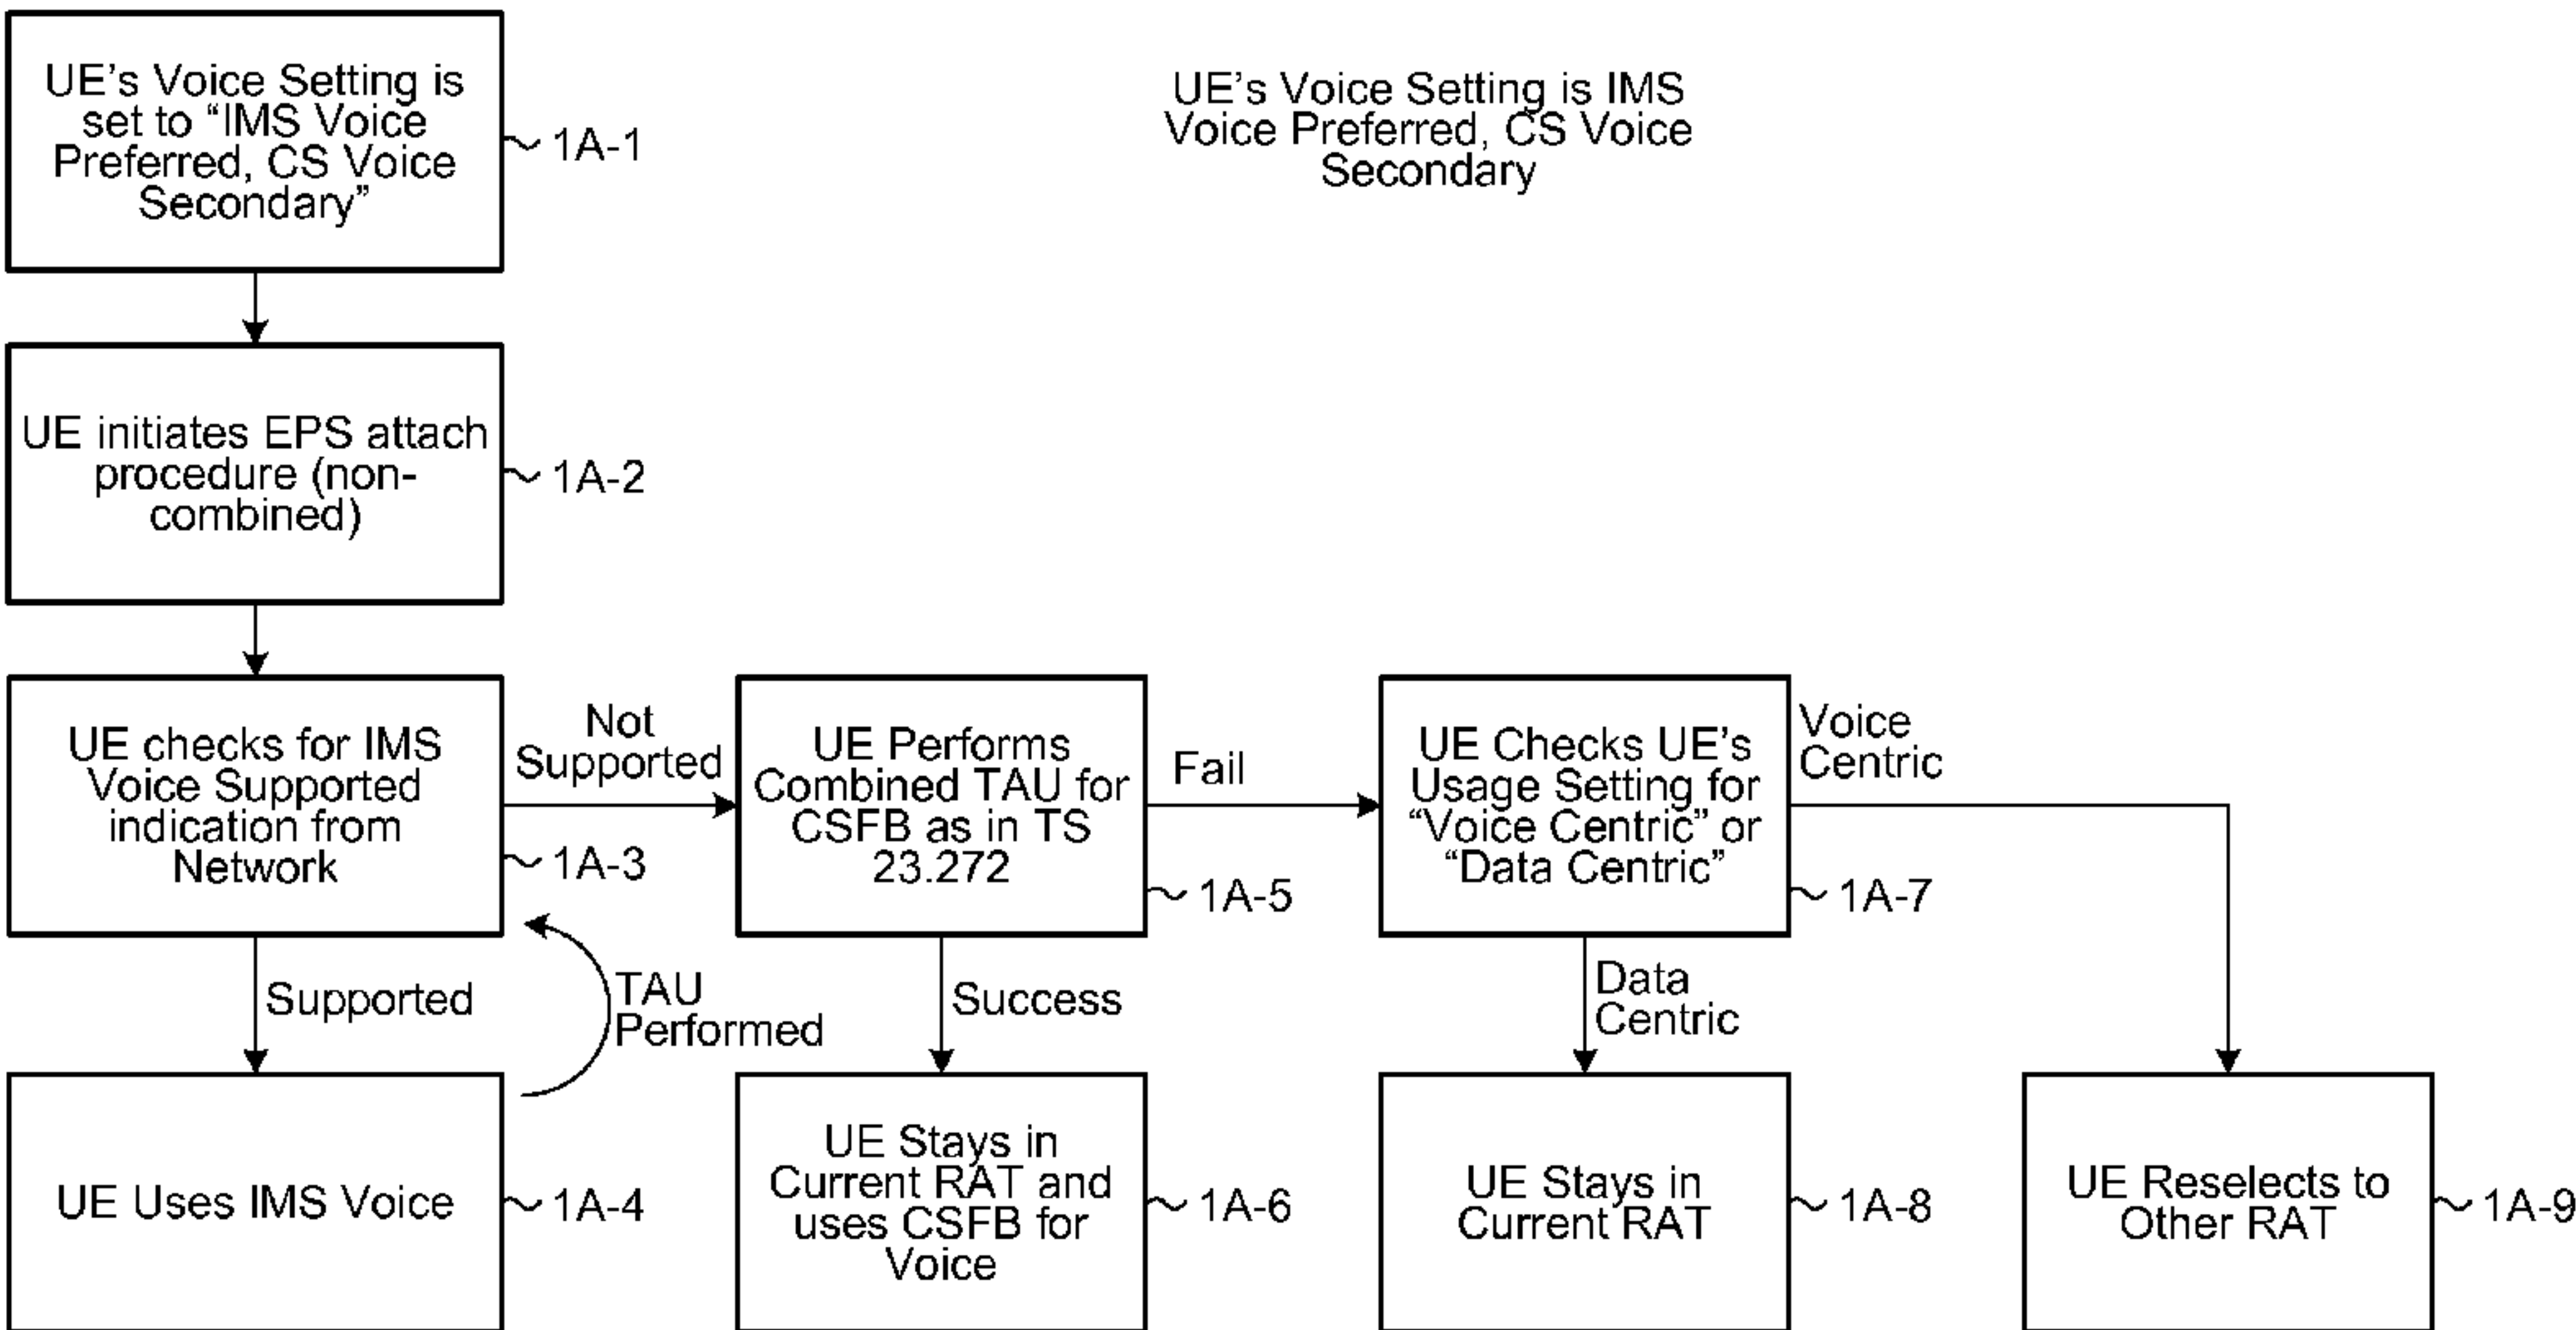 UE's Voice Setting is
set to “IMS Voice
Preferred, CS Voice
Secondary”
1A-1
UE's Voice Setting is IMS
Voice Preferred, CS Voice
Secondary
UE initiates EPS attach
procedure (non-
combined)
1A-2
UE checks for IMS
Voice Supported
indication from
Network
1A-3
Not
Supported
UE Performs
Combined TAU for
CSFB as in TS
23.272
1A-5
Fail
UE Checks UE's
Usage Setting for
“Voice Centric” or
“Data Centric”
1A-7
Voice
Centric
Supported
TAU
Performed
Success
Data
Centric
UE Uses IMS Voice
1A-4
UE Stays in
Current RAT and
uses CSFB for
Voice
1A-6
UE Stays in
Current RAT
1A-8
UE Reselects to
Other RAT
1A-9